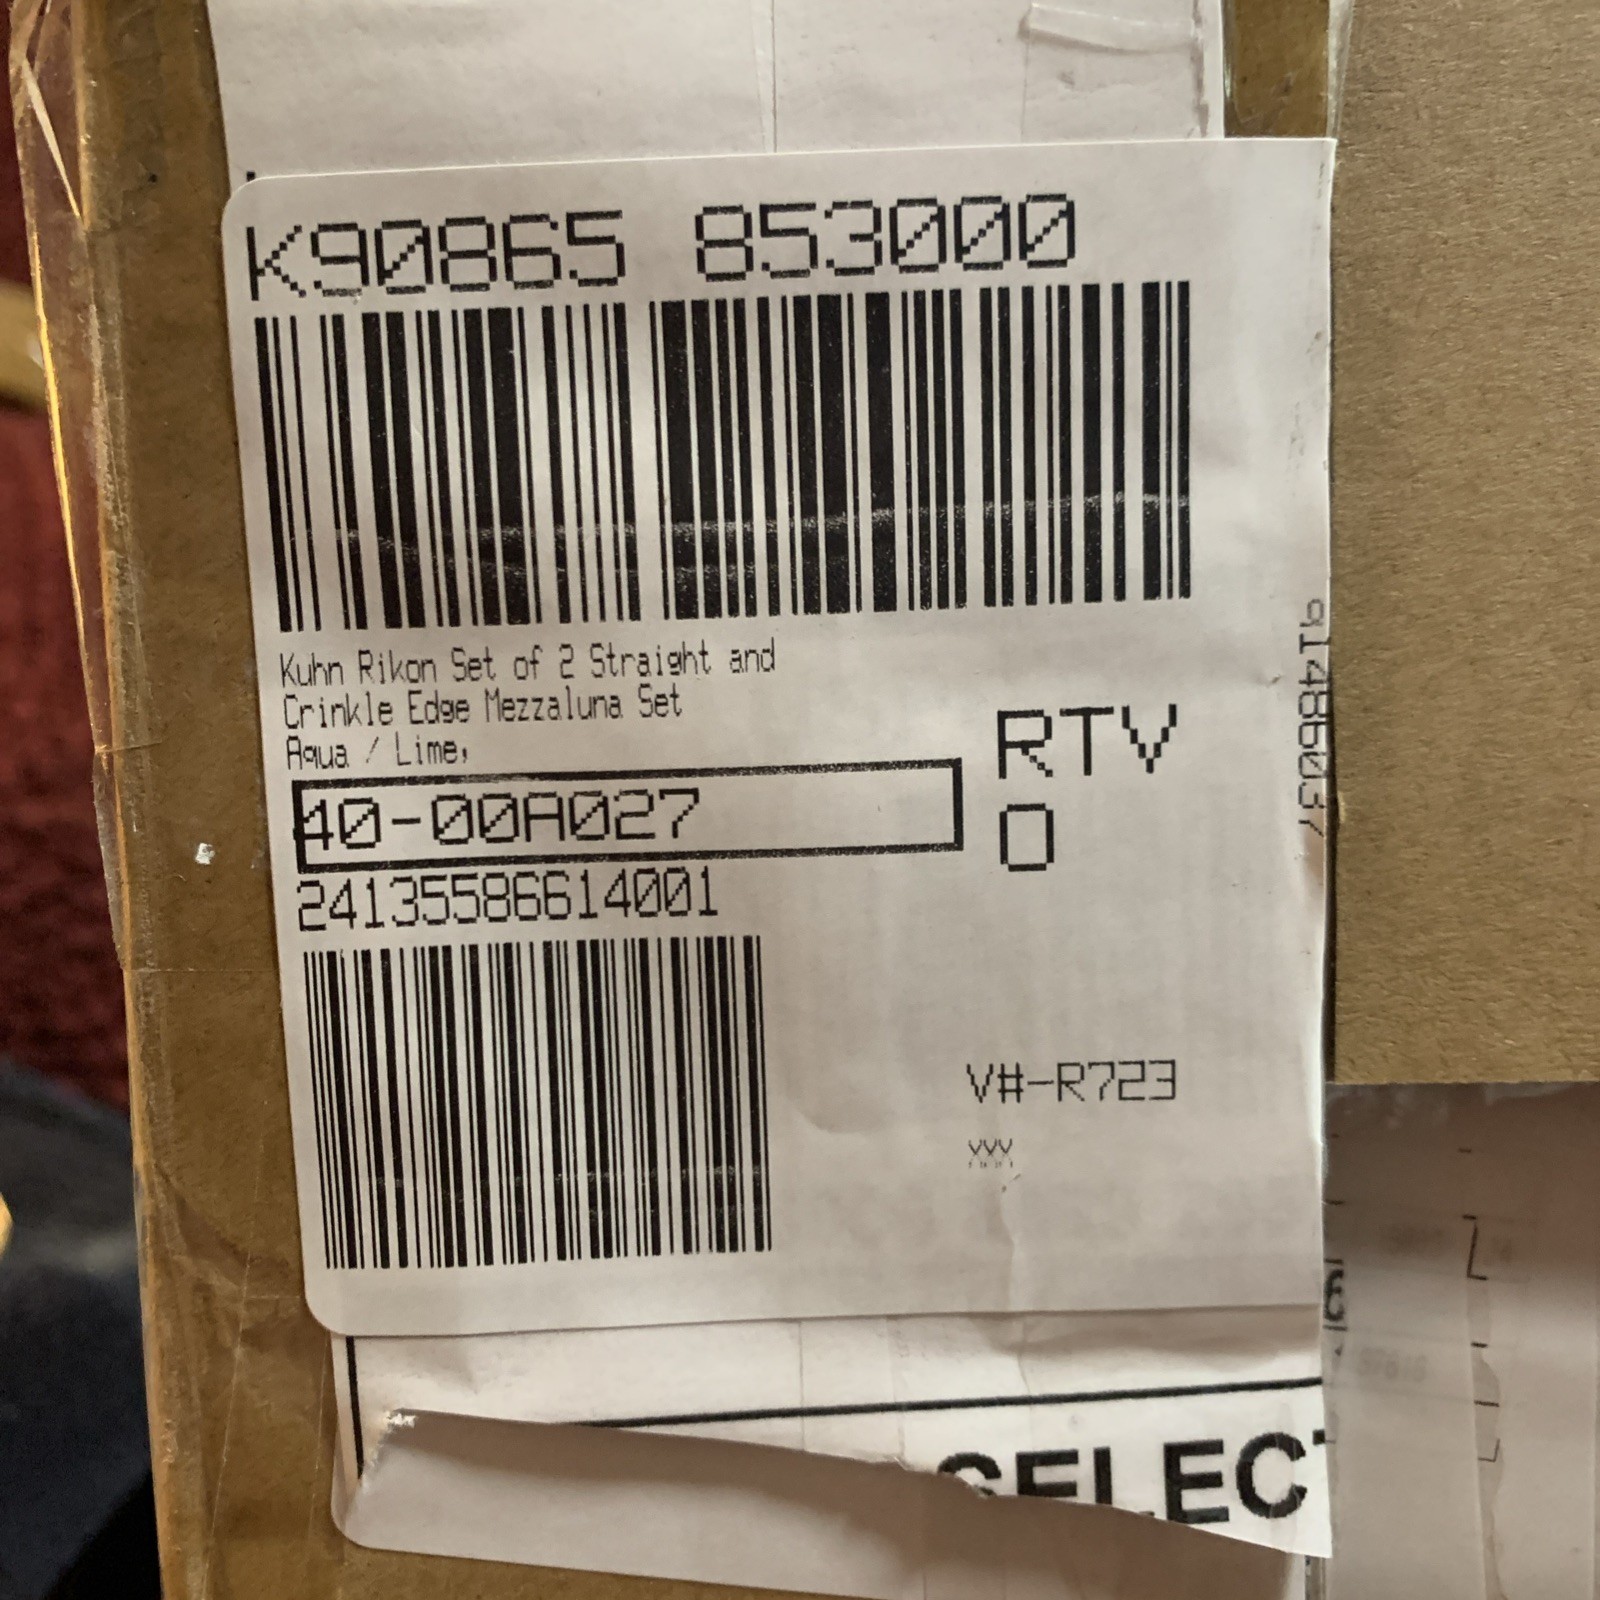 K90865 853000
Kuhn Rikon Set of 2 Straight and
Crinkle Edge Mezzaluna Set
Aqua / Lime,
RTV
40-00A027
0
24135586614001
91486037
V#-R723
SELECT